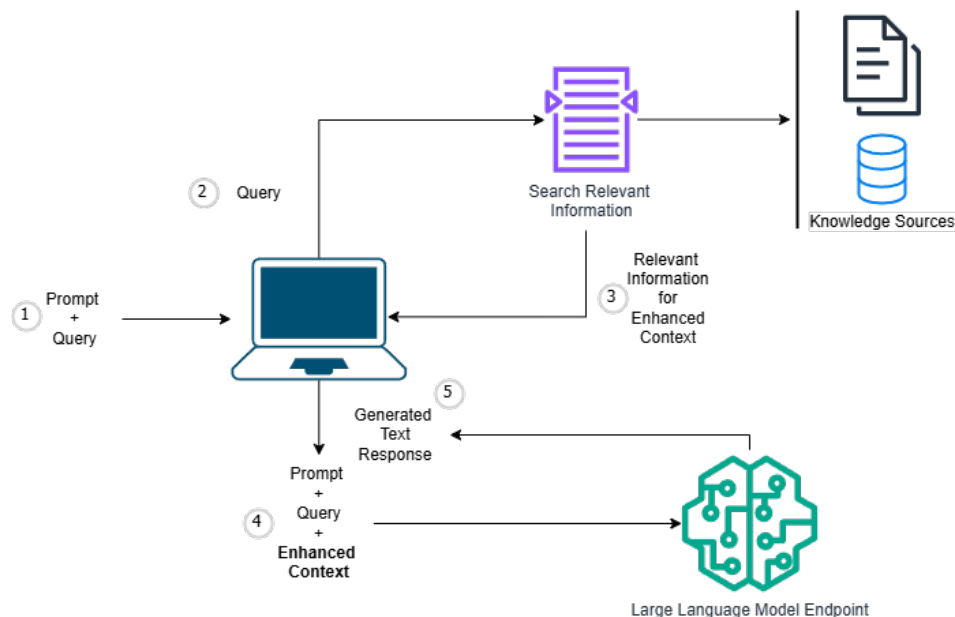 Search Relevant
Information
Knowledge Sources
2
Query
1
Prompt
+
Query
3
Relevant
Information
for
Enhanced
Context
5
Generated
Text
Response
4
Prompt
+
Query
+
Enhanced
Context
Large Language Model Endpoint